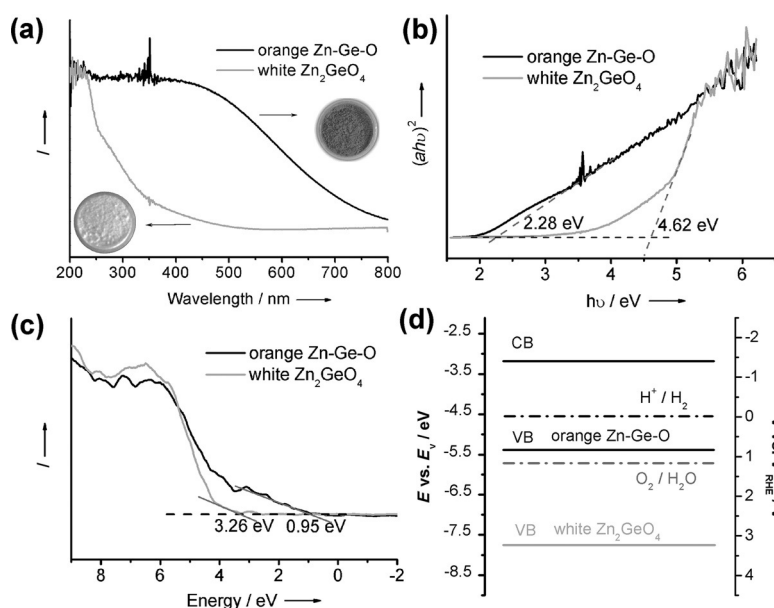 (a)
orange Zn-Ge-O
white Zn₂GeO₄
I
200 300 400 500 600 700 800
Wavelength / nm
(b)
orange Zn-Ge-O
white Zn₂GeO₄
(ahυ)²
2.28 eV
4.62 eV
2 3 4 5 6
hυ / eV
(c)
orange Zn-Ge-O
white Zn₂GeO₄
I
3.26 eV
0.95 eV
8 6 4 2 0 -2
Energy / eV
(d)
E vs. Eᵥ / eV
-2.5
-3.5
-4.5
-5.5
-6.5
-7.5
-8.5
CB
H⁺ / H₂
VB orange Zn-Ge-O
O₂ / H₂O
VB white Zn₂GeO₄
-2
-1
0
1
2
3
4
RHE